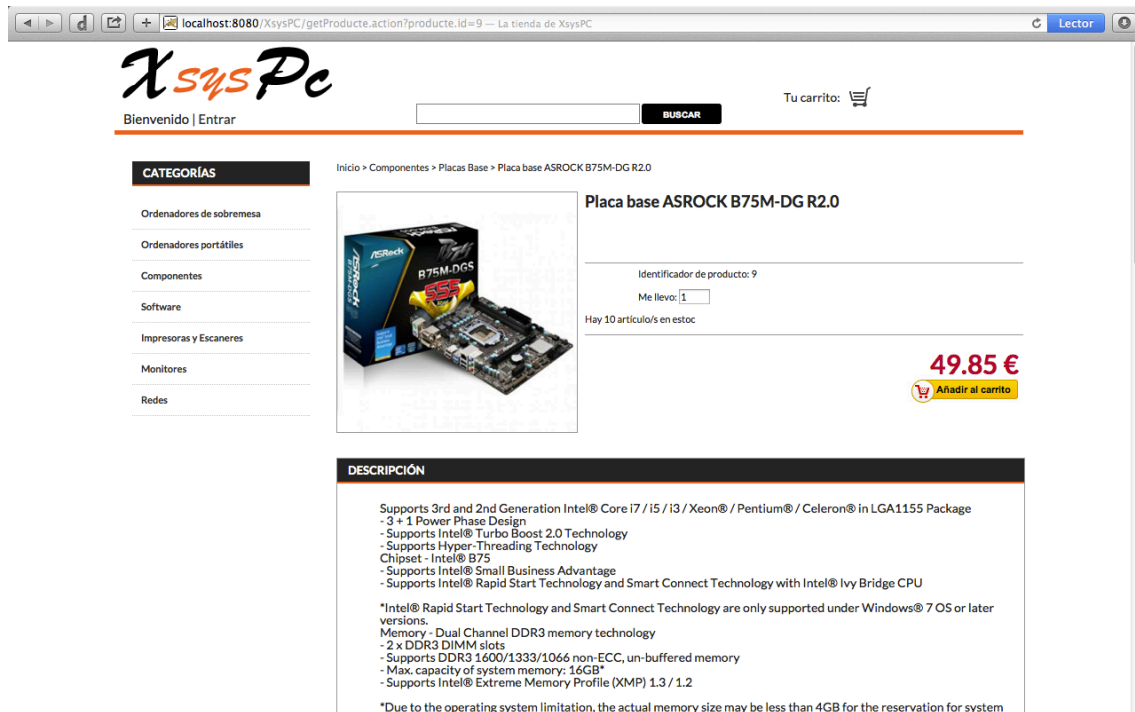 localhost:8080/XsysPC/getProducte.action?producte.id=9 — La tienda de XsysPC
Lector
XsysPc
Bienvenido | Entrar
BUSCAR
Tu carrito:
CATEGORÍAS
Ordenadores de sobremesa
Ordenadores portátiles
Componentes
Software
Impresoras y Escaneres
Monitores
Redes
Inicio > Componentes > Placas Base > Placa base ASROCK B75M-DG R2.0
ASRock
B75M-DGS
555
Placa base ASROCK B75M-DG R2.0
Identificador de producto: 9
Me llevo: 1
Hay 10 artículo/s en estoc
49.85 €
Añadir al carrito
DESCRIPCIÓN
Supports 3rd and 2nd Generation Intel® Core i7 / i5 / i3 / Xeon® / Pentium® / Celeron® in LGA1155 Package
- 3 + 1 Power Phase Design
- Supports Intel® Turbo Boost 2.0 Technology
- Supports Hyper-Threading Technology
Chipset - Intel® B75
- Supports Intel® Small Business Advantage
- Supports Intel® Rapid Start Technology and Smart Connect Technology with Intel® Ivy Bridge CPU
*Intel® Rapid Start Technology and Smart Connect Technology are only supported under Windows® 7 OS or later
versions.
Memory - Dual Channel DDR3 memory technology
- 2 x DDR3 DIMM slots
- Supports DDR3 1600/1333/1066 non-ECC, un-buffered memory
- Max. capacity of system memory: 16GB*
- Supports Intel® Extreme Memory Profile (XMP) 1.3 / 1.2
*Due to the operating system limitation, the actual memory size may be less than 4GB for the reservation for system